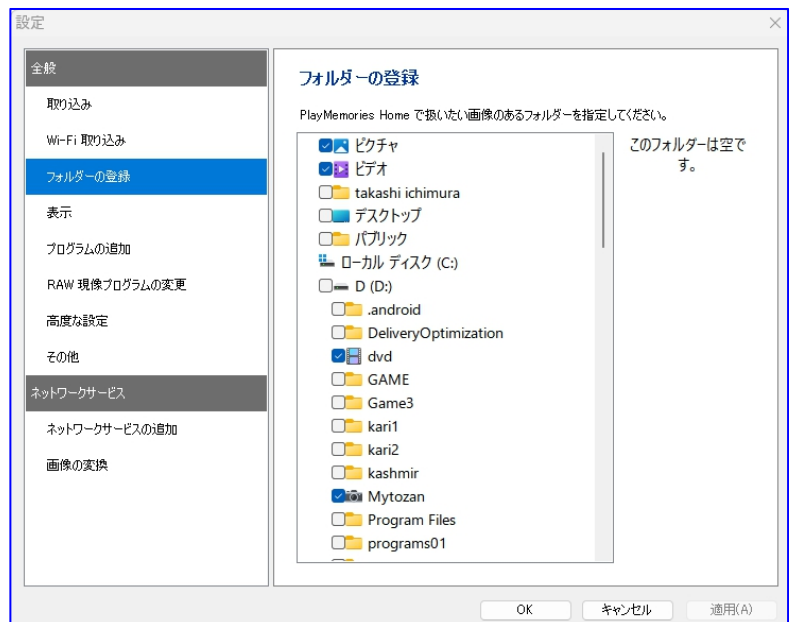 設定
全般
取り込み
Wi-Fi 取り込み
フォルダーの登録
表示
プログラムの追加
RAW 現像プログラムの変更
高度な設定
その他
ネットワークサービス
ネットワークサービスの追加
画像の変換
フォルダーの登録
PlayMemories Home で扱いたい画像のあるフォルダーを指定してください。
ピクチャ
ビデオ
takashi ichimura
デスクトップ
パブリック
ローカル ディスク (C:)
D (D:)
.android
DeliveryOptimization
dvd
GAME
Game3
kari1
kari2
kashmir
Mytozan
Program Files
programs01
このフォルダーは空で
す。
OK
キャンセル
適用(A)